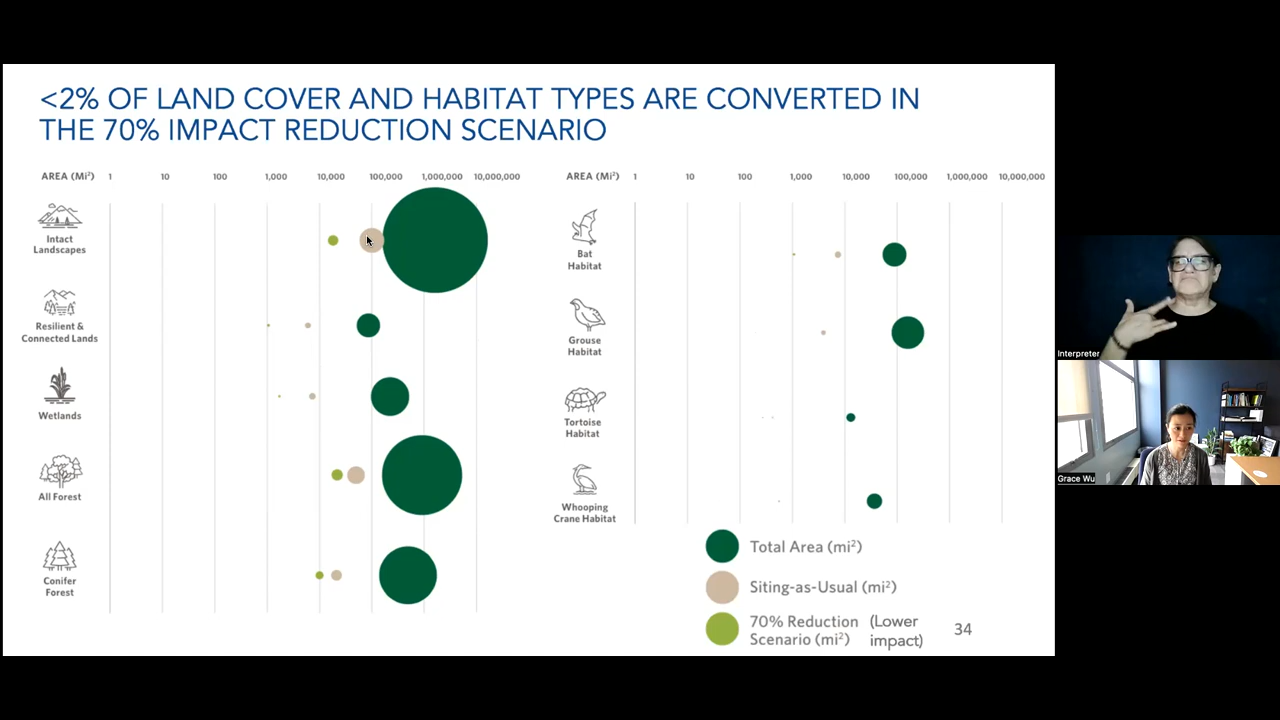 <2% OF LAND COVER AND HABITAT TYPES ARE CONVERTED IN
THE 70% IMPACT REDUCTION SCENARIO
AREA (Mi²) 1 10 100 1,000 10,000 100,000 1,000,000 10,000,000
Intact
Landscapes
Resilient &
Connected Lands
Wetlands
All Forest
Conifer
Forest
AREA (Mi²) 1 10 100 1,000 10,000 100,000 1,000,000 10,000,000
Bat
Habitat
Grouse
Habitat
Tortoise
Habitat
Whooping
Crane Habitat
Total Area (mi²)
Siting-as-Usual (mi²)
70% Reduction
Scenario (mi²)
(Lower
impact)
34
Interpreter
Grace Wu